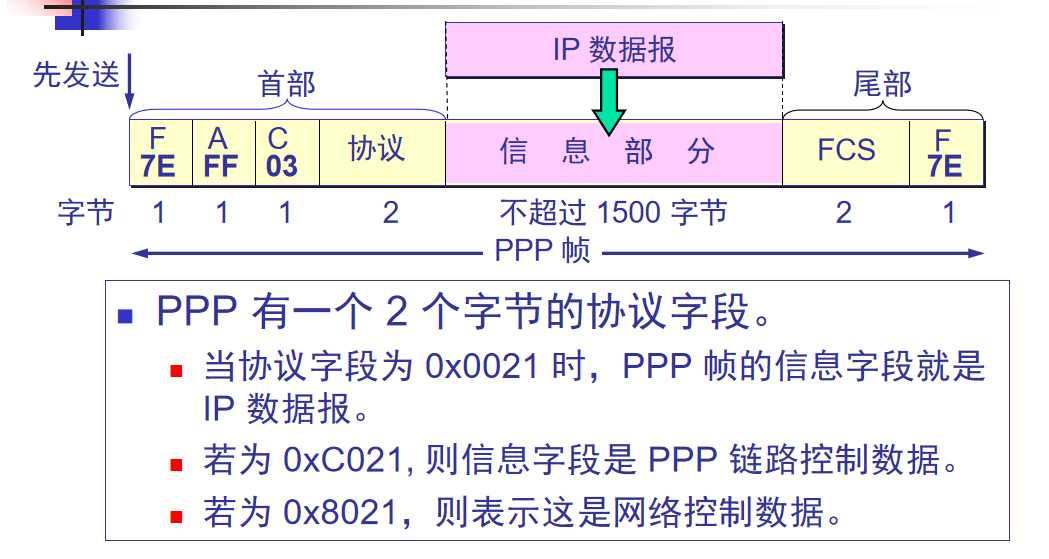 IP 数据报
先发送
首部
尾部
F A C
7E FF 03 协议 信 息 部 分 FCS F 7E
字节 1 1 1 2 不超过 1500 字节 2 1
PPP 帧
PPP 有一个 2 个字节的协议字段。
当协议字段为 0x0021 时，PPP 帧的信息字段就是
IP 数据报。
若为 0xC021, 则信息字段是 PPP 链路控制数据。
若为 0x8021，则表示这是网络控制数据。